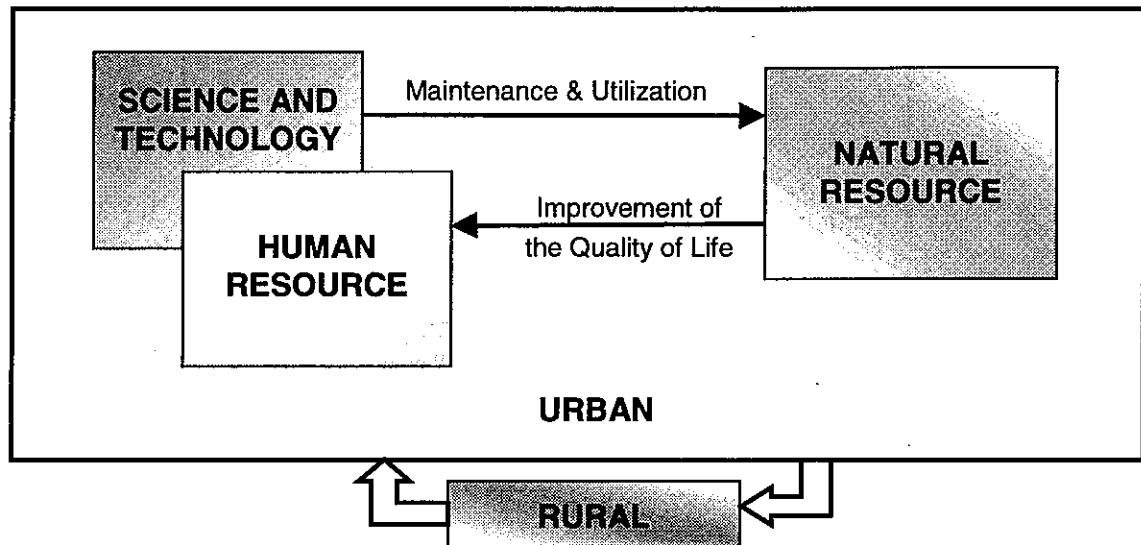 SCIENCE AND
TECHNOLOGY
Maintenance & Utilization
NATURAL
RESOURCE
Improvement of
the Quality of Life
HUMAN
RESOURCE
URBAN
RURAL